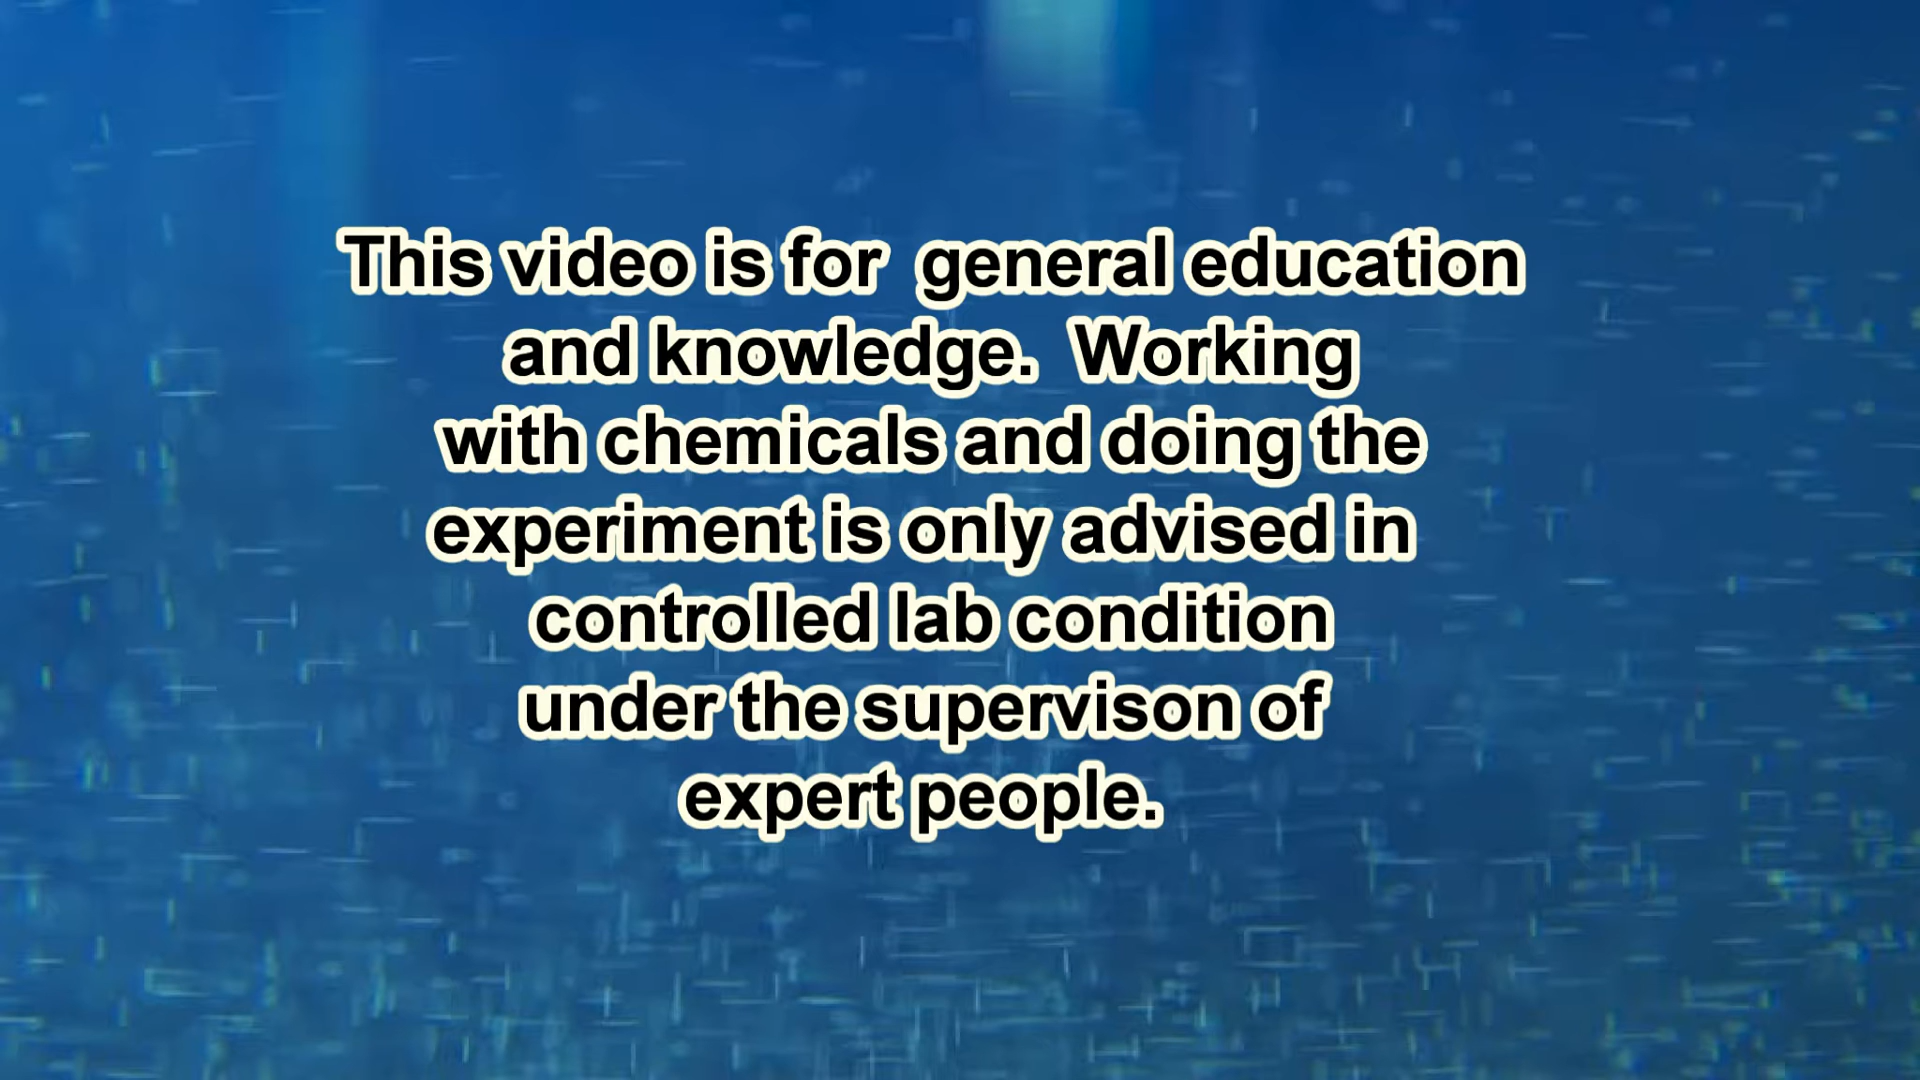 This video is for  general education
and knowledge.  Working
with chemicals and doing the
experiment is only advised in
controlled lab condition
under the supervison of
expert people.